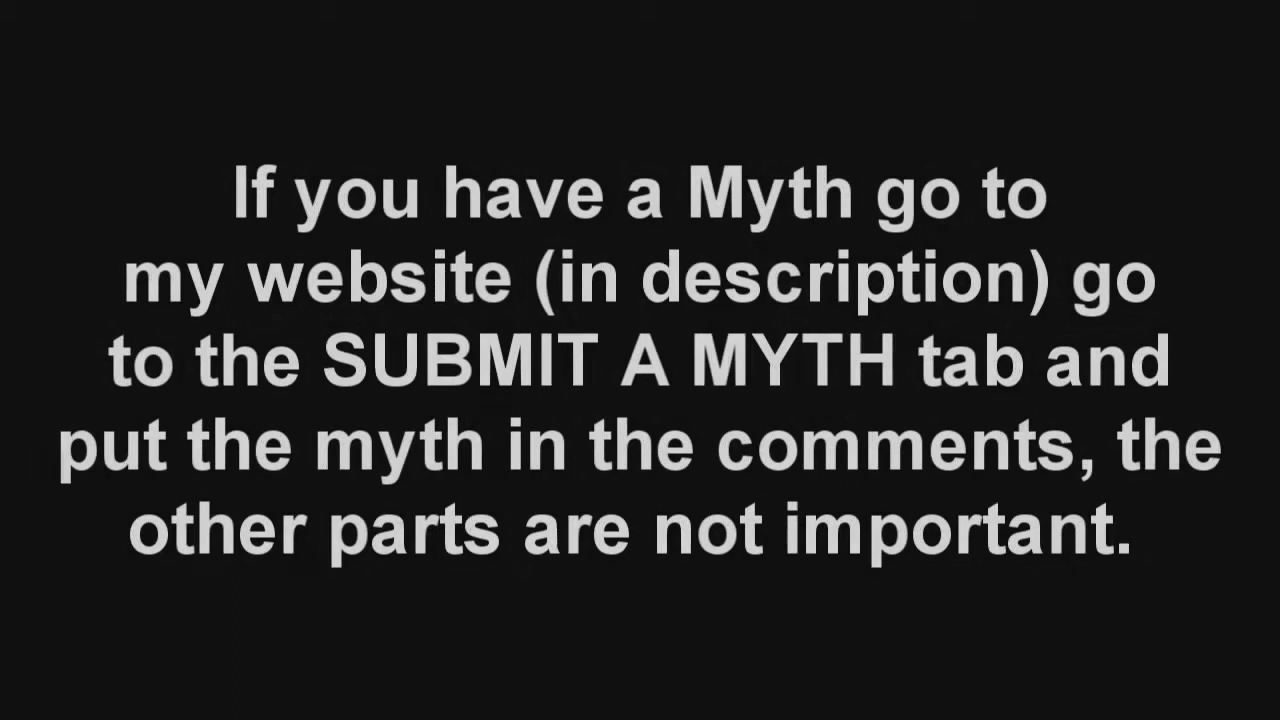 If you have a Myth go to
my website (in description) go
to the SUBMIT A MYTH tab and
put the myth in the comments, the
other parts are not important.